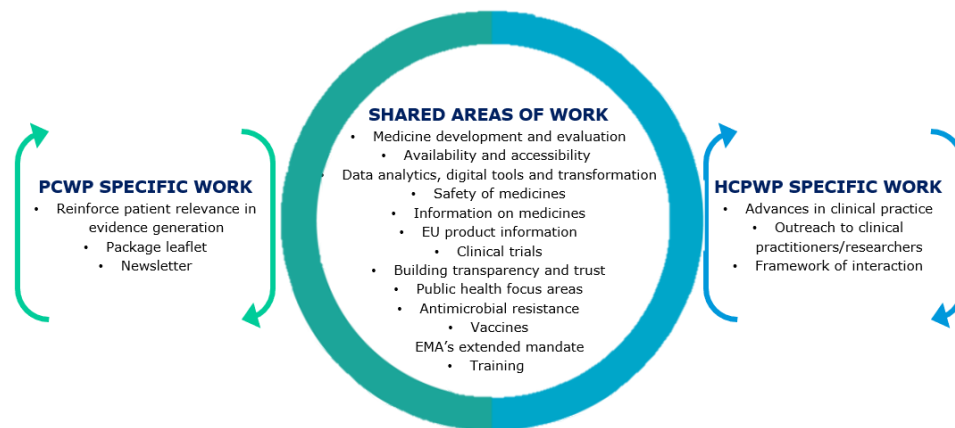 PCWP SPECIFIC WORK
• Reinforce patient relevance in
evidence generation
• Package leaflet
• Newsletter
SHARED AREAS OF WORK
• Medicine development and evaluation
• Availability and accessibility
• Data analytics, digital tools and transformation
• Safety of medicines
• Information on medicines
• EU product information
• Clinical trials
• Building transparency and trust
• Public health focus areas
• Antimicrobial resistance
• Vaccines
EMA's extended mandate
• Training
HCPWP SPECIFIC WORK
• Advances in clinical practice
• Outreach to clinical
practitioners/researchers
• Framework of interaction